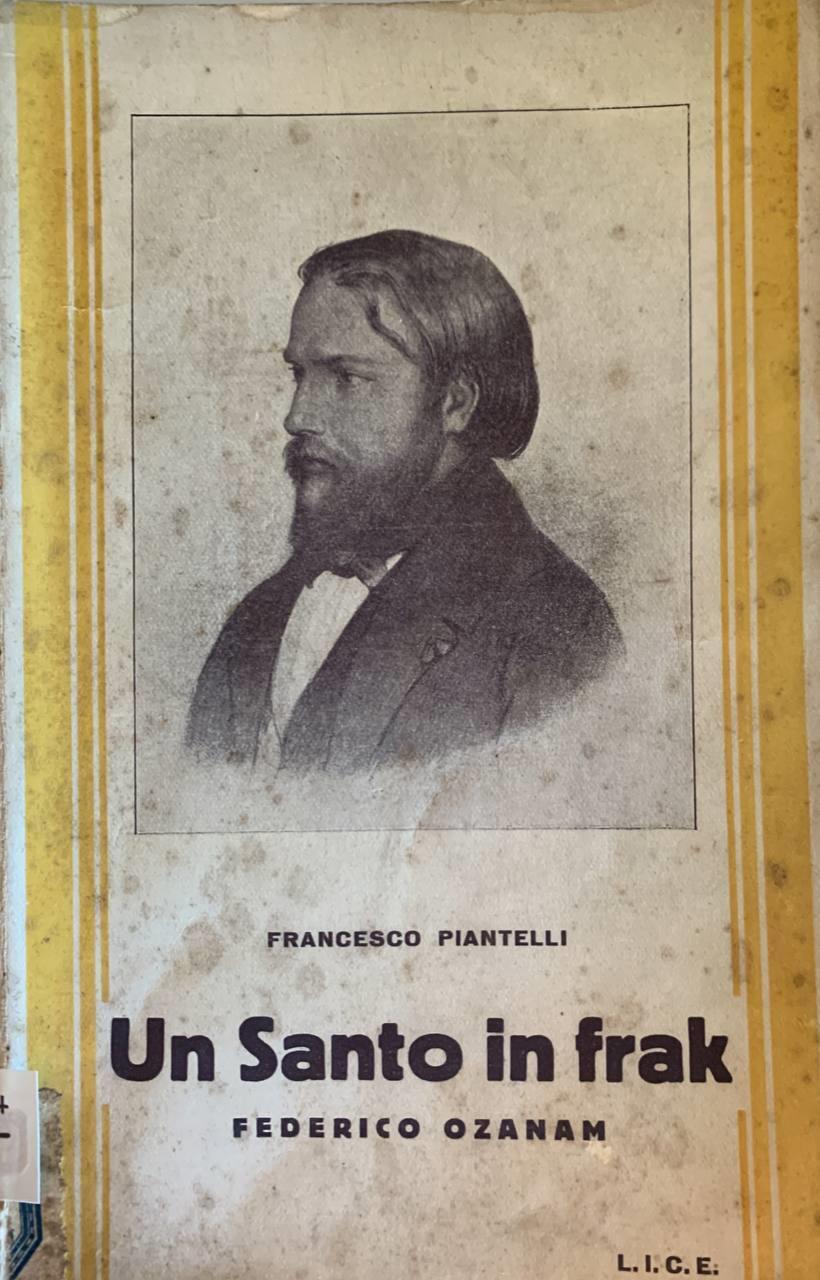 FRANCESCO PIANTELLI
Un Santo in frak
FEDERICO OZANAM
L. I. C. E.